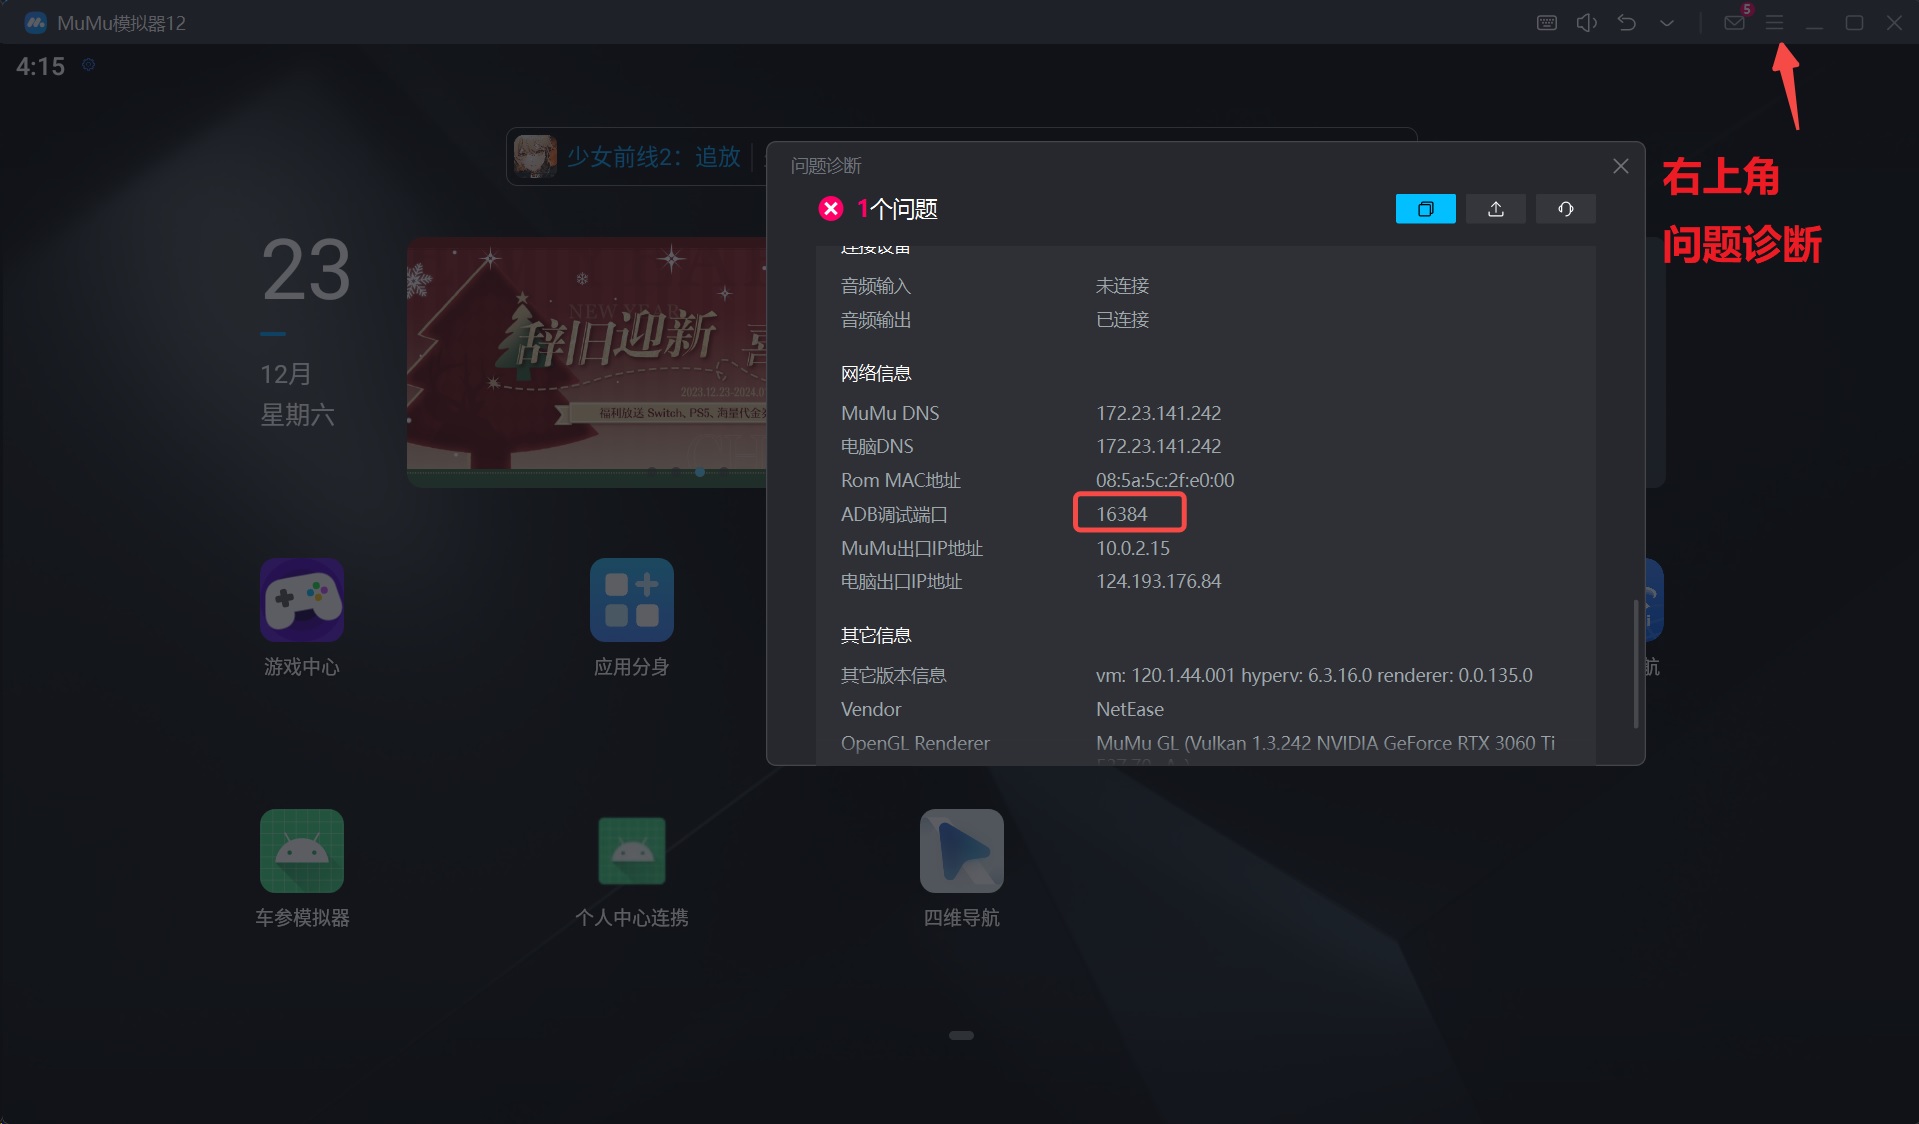 MuMu模拟器12
5
4:15
右上角
问题诊断
少女前线2：追放
问题诊断
1个问题
连接设备
音频输入 未连接
音频输出 已连接
网络信息
MuMu DNS 172.23.141.242
电脑DNS 172.23.141.242
Rom MAC地址 08:5a:5c:2f:e0:00
ADB调试端口 16384
MuMu出口IP地址 10.0.2.15
电脑出口IP地址 124.193.176.84
其它信息
其它版本信息 vm: 120.1.44.001 hyperv: 6.3.16.0 renderer: 0.0.135.0
Vendor NetEase
OpenGL Renderer MuMu GL (Vulkan 1.3.242 NVIDIA GeForce RTX 3060 Ti
23
12月
星期六
NEW YEAR
辞旧迎新 喜
2023.12.23-2024.0
福利放送 Switch、PS5、海量代金
游戏中心
应用分身
航
车参模拟器
个人中心连携
四维导航